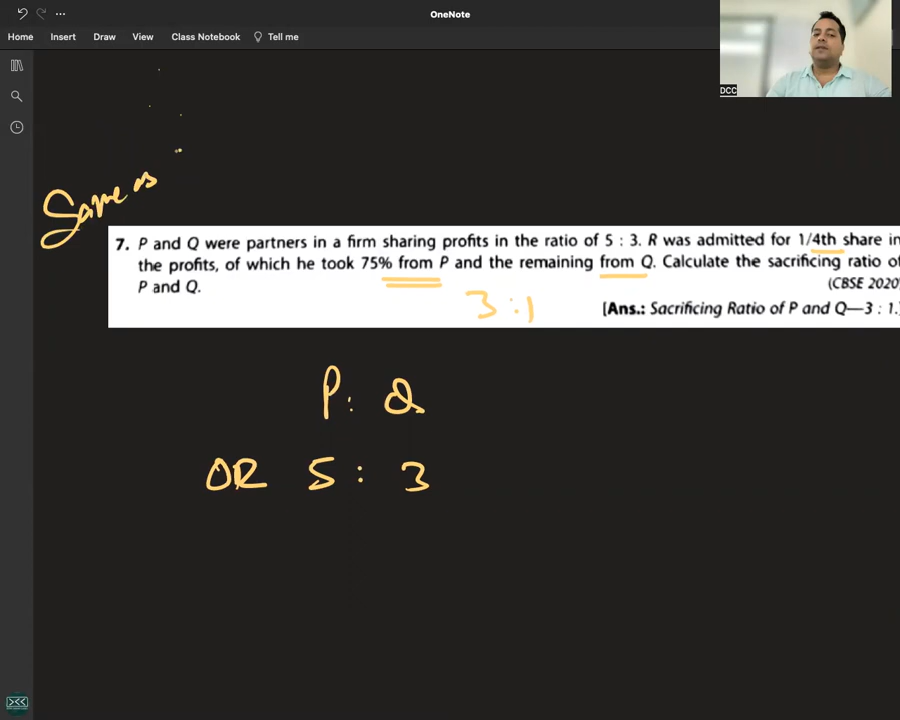 OneNote
Home Insert Draw View Class Notebook Tell me
DCC
Same as
7. P and Q were partners in a firm sharing profits in the ratio of 5 : 3. R was admitted for 1/4th share in
the profits, of which he took 75% from P and the remaining from Q. Calculate the sacrificing ratio of
P and Q.
(CBSE 2020)
3 : 1
[Ans.: Sacrificing Ratio of P and Q—3 : 1.]
P : Q
OR 5 : 3